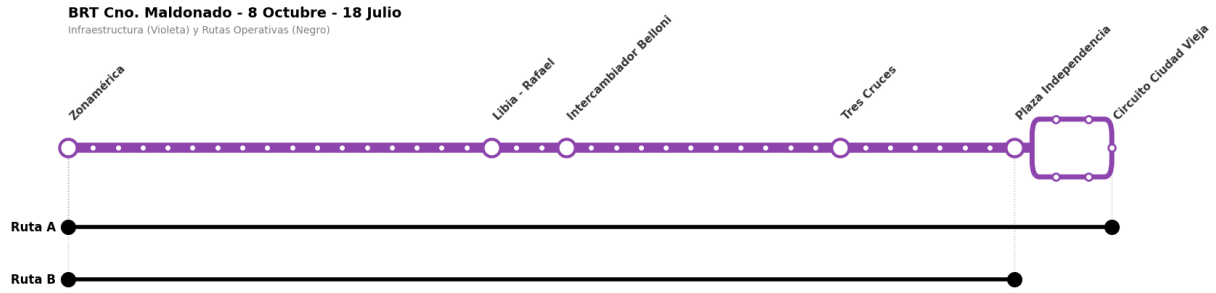 BRT Cno. Maldonado - 8 Octubre - 18 Julio
Infraestructura (Violeta) y Rutas Operativas (Negro)
Zonamérica
Libia - Rafael
Intercambiador Belloni
Tres Cruces
Plaza Independencia
Circuito Ciudad Vieja
Ruta A
Ruta B